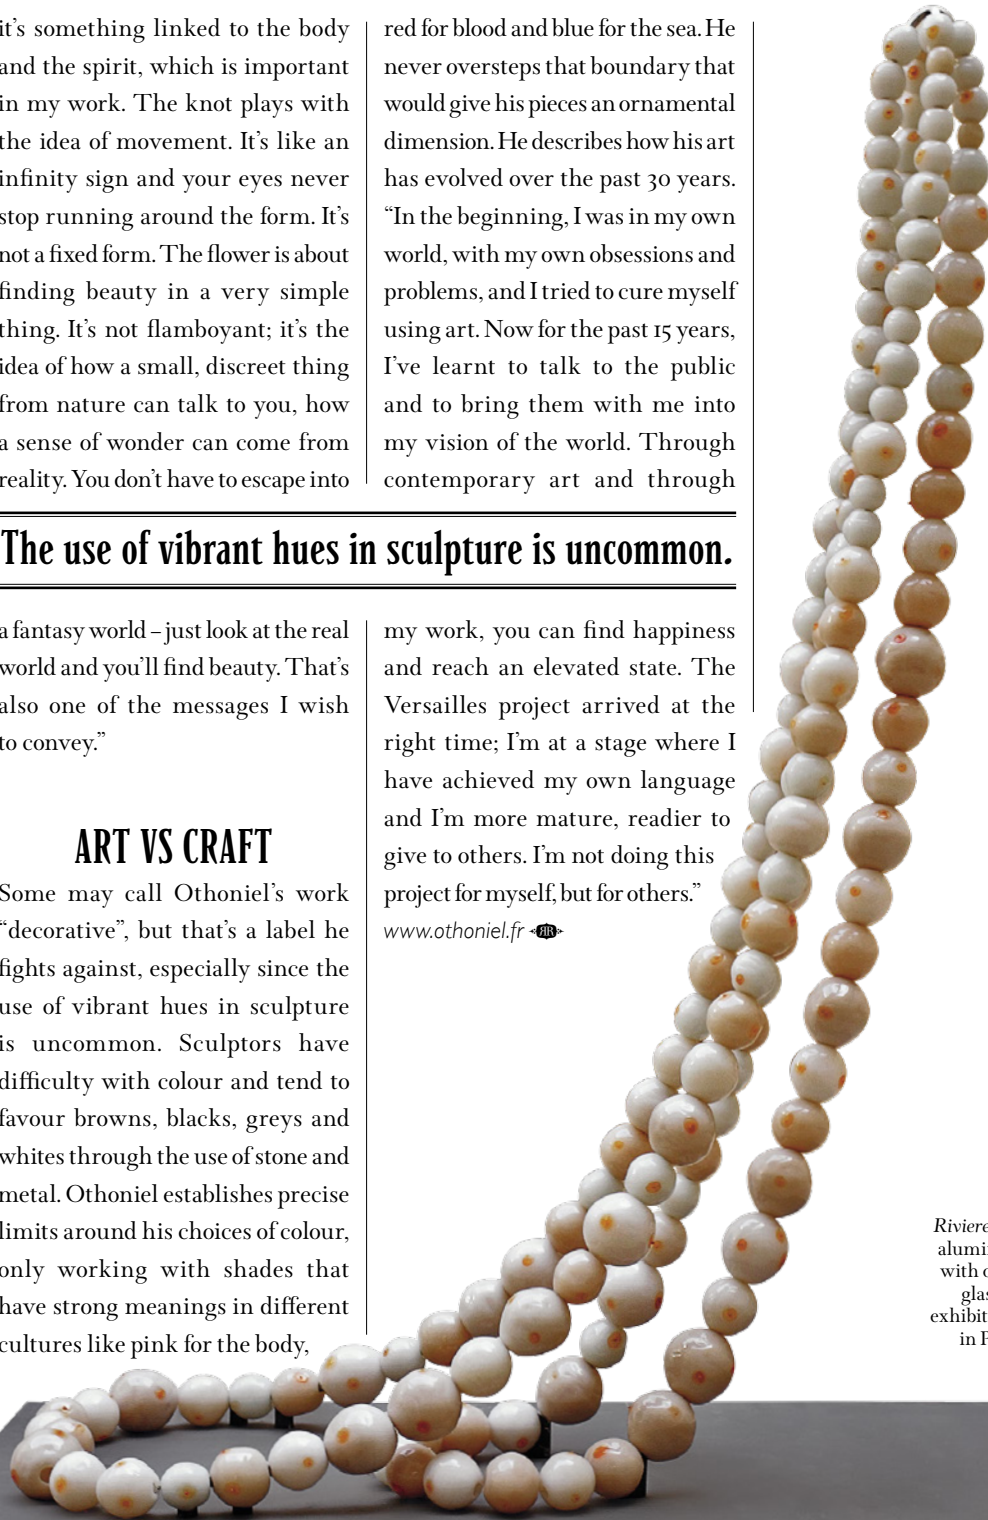 it's something linked to the body
and the spirit, which is important
in my work. The knot plays with
the idea of movement. It's like an
infinity sign and your eyes never
stop running around the form. It's
not a fixed form. The flower is about
finding beauty in a very simple
thing. It's not flamboyant; it's the
idea of how a small, discreet thing
from nature can talk to you, how
a sense of wonder can come from
reality. You don't have to escape into
a fantasy world – just look at the real
world and you'll find beauty. That's
also one of the messages I wish
to convey.”
ART VS CRAFT
Some may call Othoniel's work
“decorative”, but that's a label he
fights against, especially since the
use of vibrant hues in sculpture
is uncommon. Sculptors have
difficulty with colour and tend to
favour browns, blacks, greys and
whites through the use of stone and
metal. Othoniel establishes precise
limits around his choices of colour,
only working with shades that
have strong meanings in different
cultures like pink for the body,
red for blood and blue for the sea. He
never oversteps that boundary that
would give his pieces an ornamental
dimension. He describes how his art
has evolved over the past 30 years.
“In the beginning, I was in my own
world, with my own obsessions and
problems, and I tried to cure myself
using art. Now for the past 15 years,
I've learnt to talk to the public
and to bring them with me into
my vision of the world. Through
contemporary art and through
my work, you can find happiness
and reach an elevated state. The
Versailles project arrived at the
right time; I'm at a stage where I
have achieved my own language
and I'm more mature, readier to
give to others. I'm not doing this
project for myself, but for others.”
www.othoniel.fr
The use of vibrant hues in sculpture is uncommon.
Riviere
alumi
with
glas
exhibit
in P